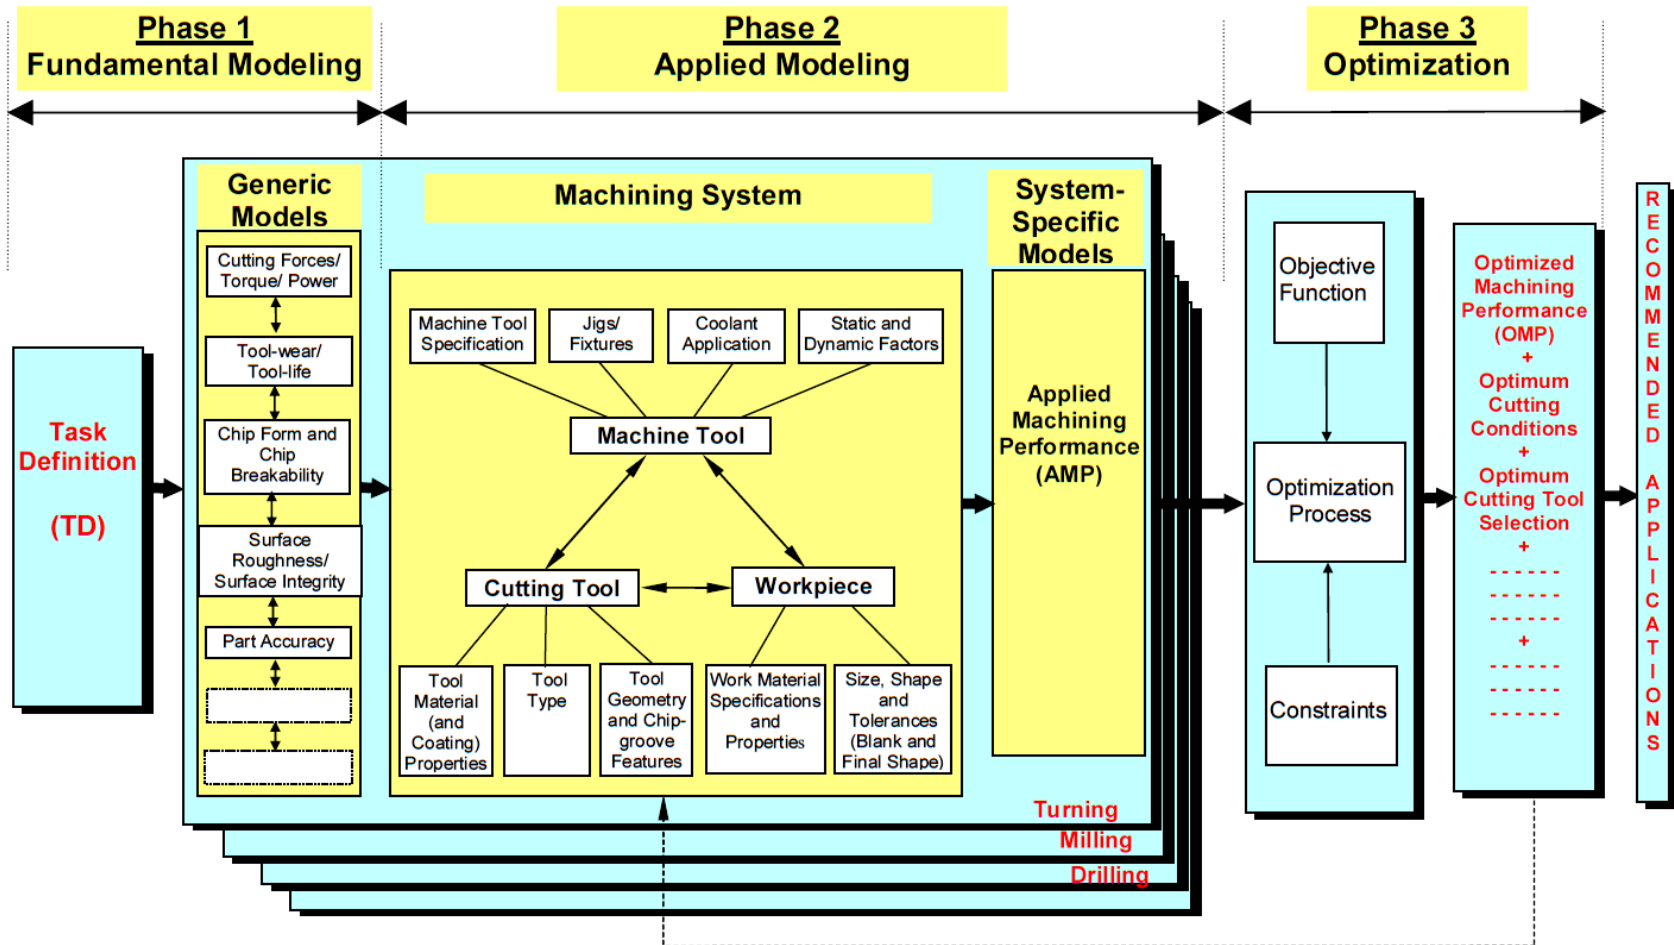 Phase 1
Fundamental Modeling
Phase 2
Applied Modeling
Phase 3
Optimization
Task
Definition
(TD)
Generic
Models
Cutting Forces/
Torque/ Power
Tool-wear/
Tool-life
Chip Form and
Chip
Breakability
Surface
Roughness/
Surface Integrity
Part Accuracy
Machining System
Machine Tool
Specification
Jigs/
Fixtures
Coolant
Application
Static and
Dynamic Factors
Machine Tool
Cutting Tool
Workpiece
Tool
Material
(and
Coating)
Properties
Tool
Type
Tool
Geometry
and Chip-
groove
Features
Work Material
Specifications
and
Properties
Size, Shape
and
Tolerances
(Blank and
Final Shape)
System-
Specific
Models
Applied
Machining
Performance
(AMP)
Turning
Milling
Drilling
Objective
Function
Optimization
Process
Constraints
Optimized
Machining
Performance
(OMP)
+
Optimum
Cutting
Conditions
+
Optimum
Cutting Tool
Selection
+
- - - - - -
- - - - - -
- - - - - -
+
- - - - - -
- - - - - -
- - - - - -
RECOMMENDED APPLICATIONS